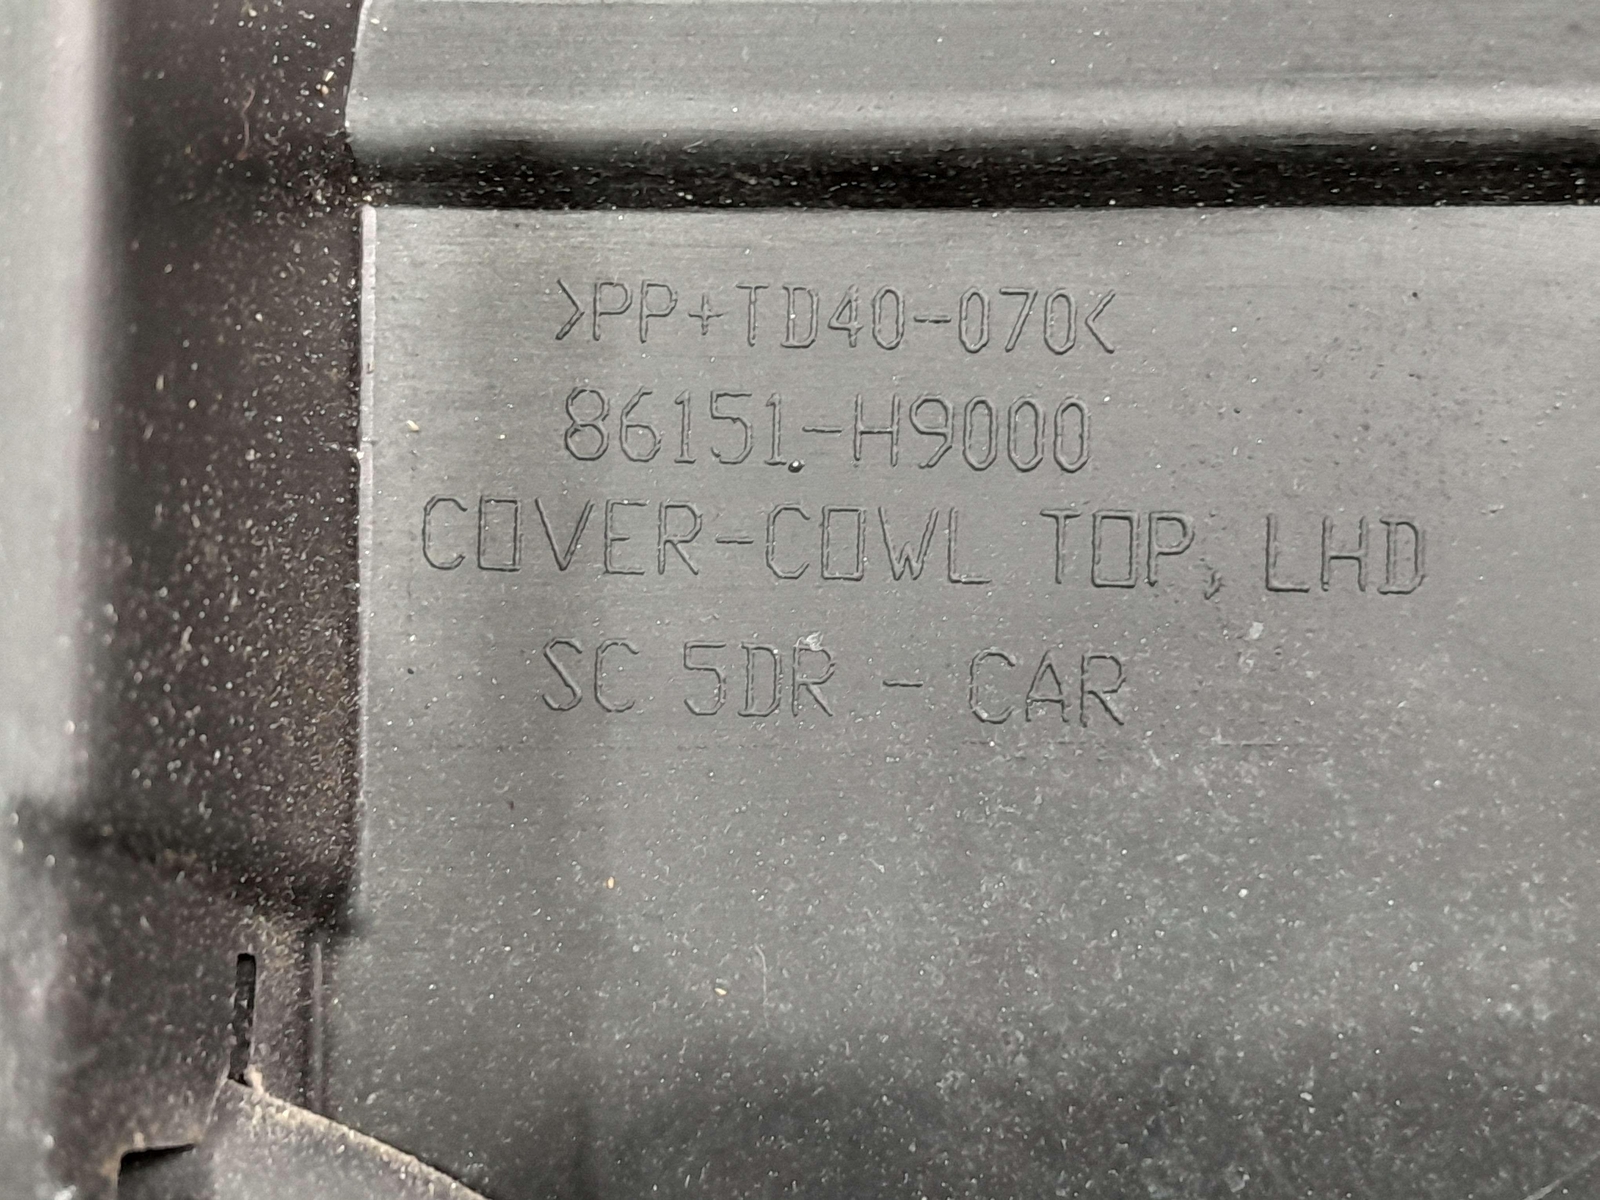 >PP+TD40-070<
86151-H9000
COVER-COWL TOP, LHD
SC 5DR - CAR